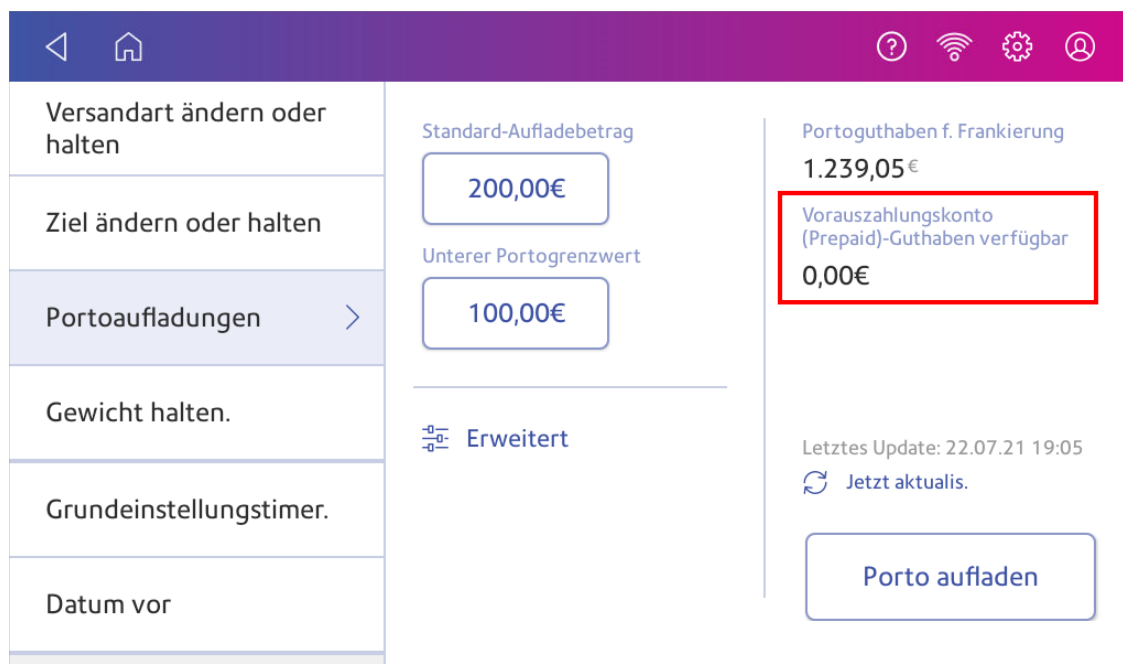 Versandart ändern oder
halten
Ziel ändern oder halten
Portoaufladungen
Gewicht halten.
Grundeinstellungstimer.
Datum vor
Standard-Aufladebetrag
200,00€
Unterer Portogrenzwert
100,00€
Erweitert
Portoguthaben f. Frankierung
1.239,05€
Vorauszahlungskonto
(Prepaid)-Guthaben verfügbar
0,00€
Letztes Update: 22.07.21 19:05
Jetzt aktualis.
Porto aufladen